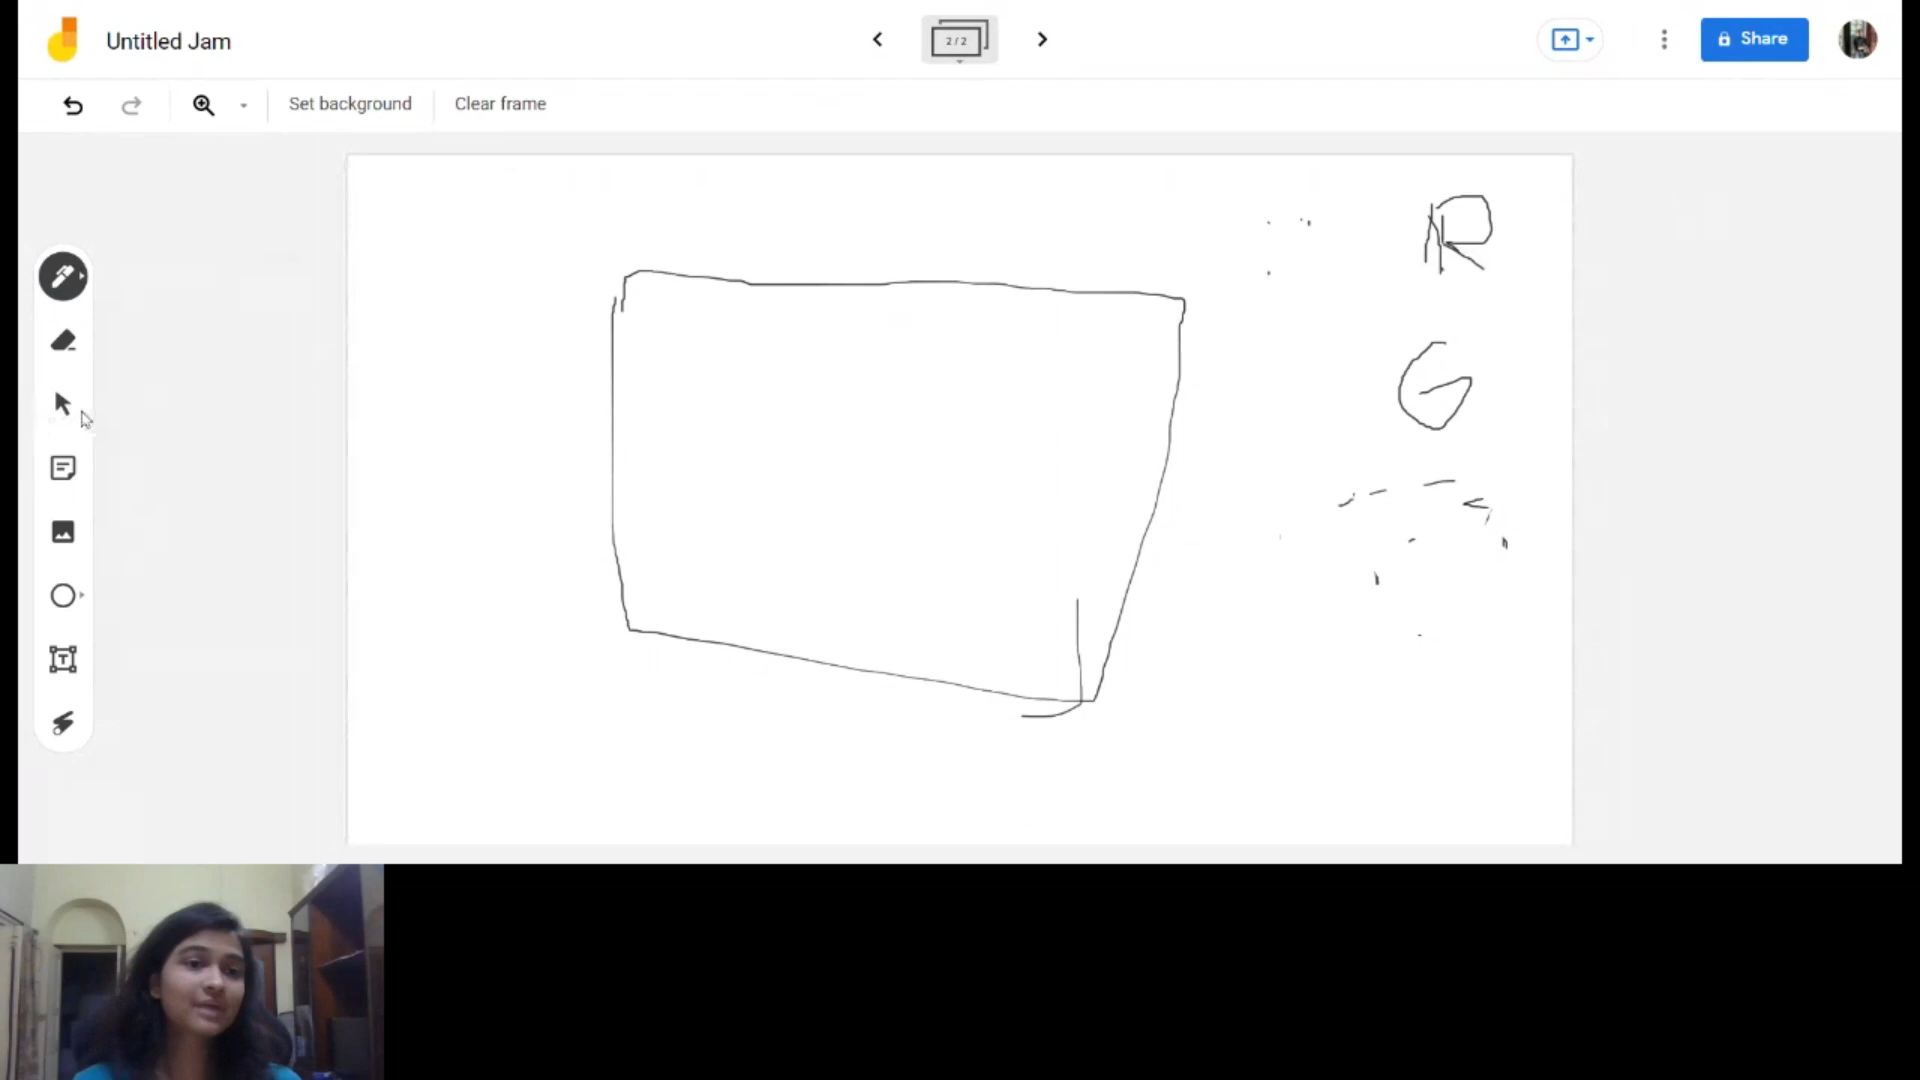 Untitled Jam
2 / 2
Share
Set background
Clear frame
R
G